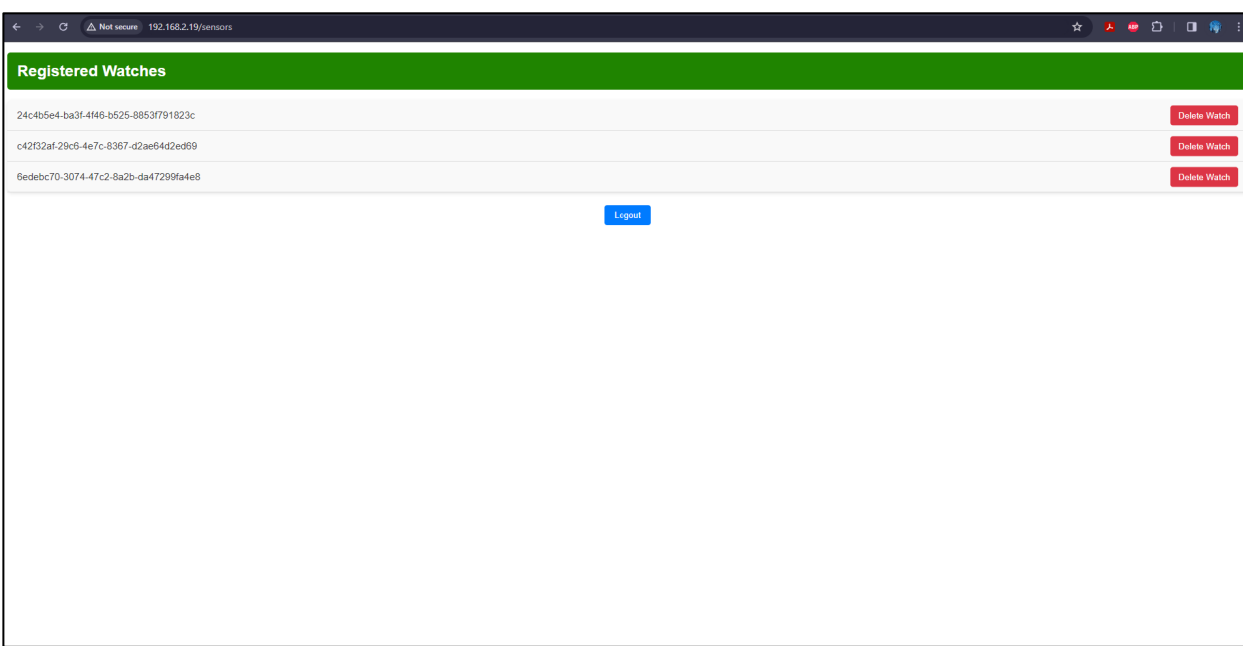 Not secure 192.168.2.19/sensors
ABP
Registered Watches
24c4b5e4-ba3f-4f46-b525-8853f791823c Delete Watch
c42f32af-29c6-4e7c-8367-d2ae64d2ed69 Delete Watch
6edebc70-3074-47c2-8a2b-da47299fa4e8 Delete Watch
Logout